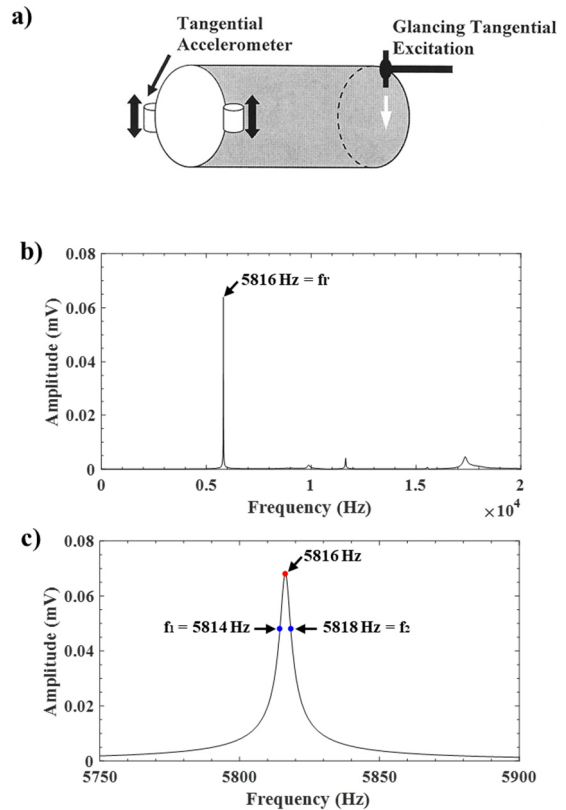 a)
Tangential
Accelerometer
Glancing Tangential
Excitation
b)
0.08
5816 Hz = fr
0.06
Amplitude (mV)
0.04
0.02
0
0 0.5 1 1.5 2
Frequency (Hz)
×10⁴
c)
0.08
5816 Hz
0.06
f₁ = 5814 Hz 5818 Hz = f₂
Amplitude (mV)
0.04
0.02
0
5750 5800 5850 5900
Frequency (Hz)